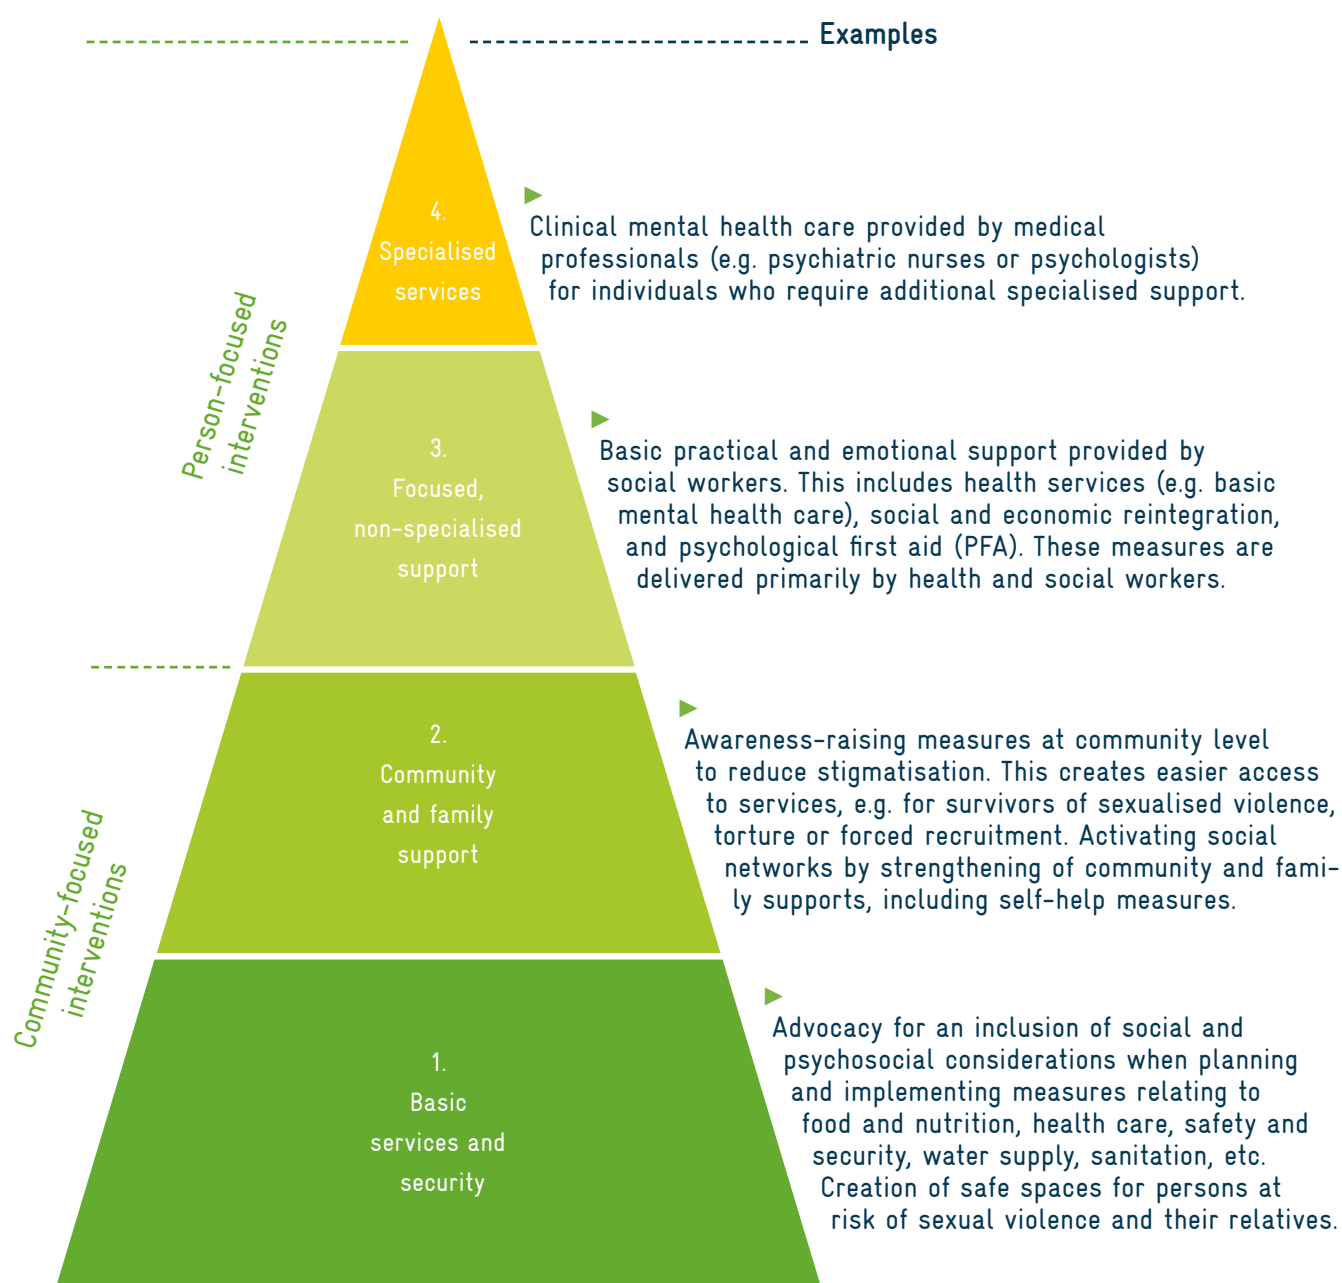 Examples
4.
Specialised
services
Clinical mental health care provided by medical
professionals (e.g. psychiatric nurses or psychologists)
for individuals who require additional specialised support.
Person-focused
interventions
3.
Focused,
non-specialised
support
Basic practical and emotional support provided by
social workers. This includes health services (e.g. basic
mental health care), social and economic reintegration,
and psychological first aid (PFA). These measures are
delivered primarily by health and social workers.
2.
Community
and family
support
Awareness-raising measures at community level
to reduce stigmatisation. This creates easier access
to services, e.g. for survivors of sexualised violence,
torture or forced recruitment. Activating social
networks by strengthening of community and fami-
ly supports, including self-help measures.
Community-focused
interventions
1.
Basic
services and
security
Advocacy for an inclusion of social and
psychosocial considerations when planning
and implementing measures relating to
food and nutrition, health care, safety and
security, water supply, sanitation, etc.
Creation of safe spaces for persons at
risk of sexual violence and their relatives.